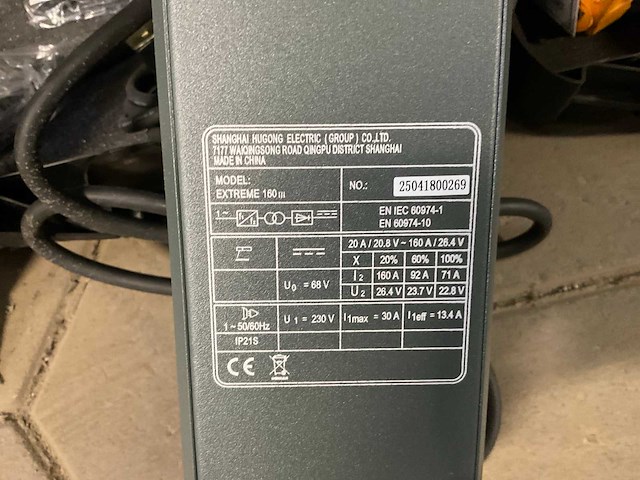 SHANGHAI HUGONG ELECTRIC (GROUP) CO.,LTD.
7177 WAIQINGSONG ROAD QINGPU DISTRICT SHANGHAI
MADE IN CHINA
MODEL:
EXTREME 160 III
NO.: 25041800269
1~
EN IEC 60974-1
EN 60974-10
20 A / 20.8 V ~ 160 A / 26.4 V
X 20% 60% 100%
I2 160 A 92 A 71 A
U0 = 68 V
U2 26.4 V 23.7 V 22.8 V
1~50/60Hz
U1 = 230 V I1max = 30 A I1eff = 13.4 A
IP21S
CE